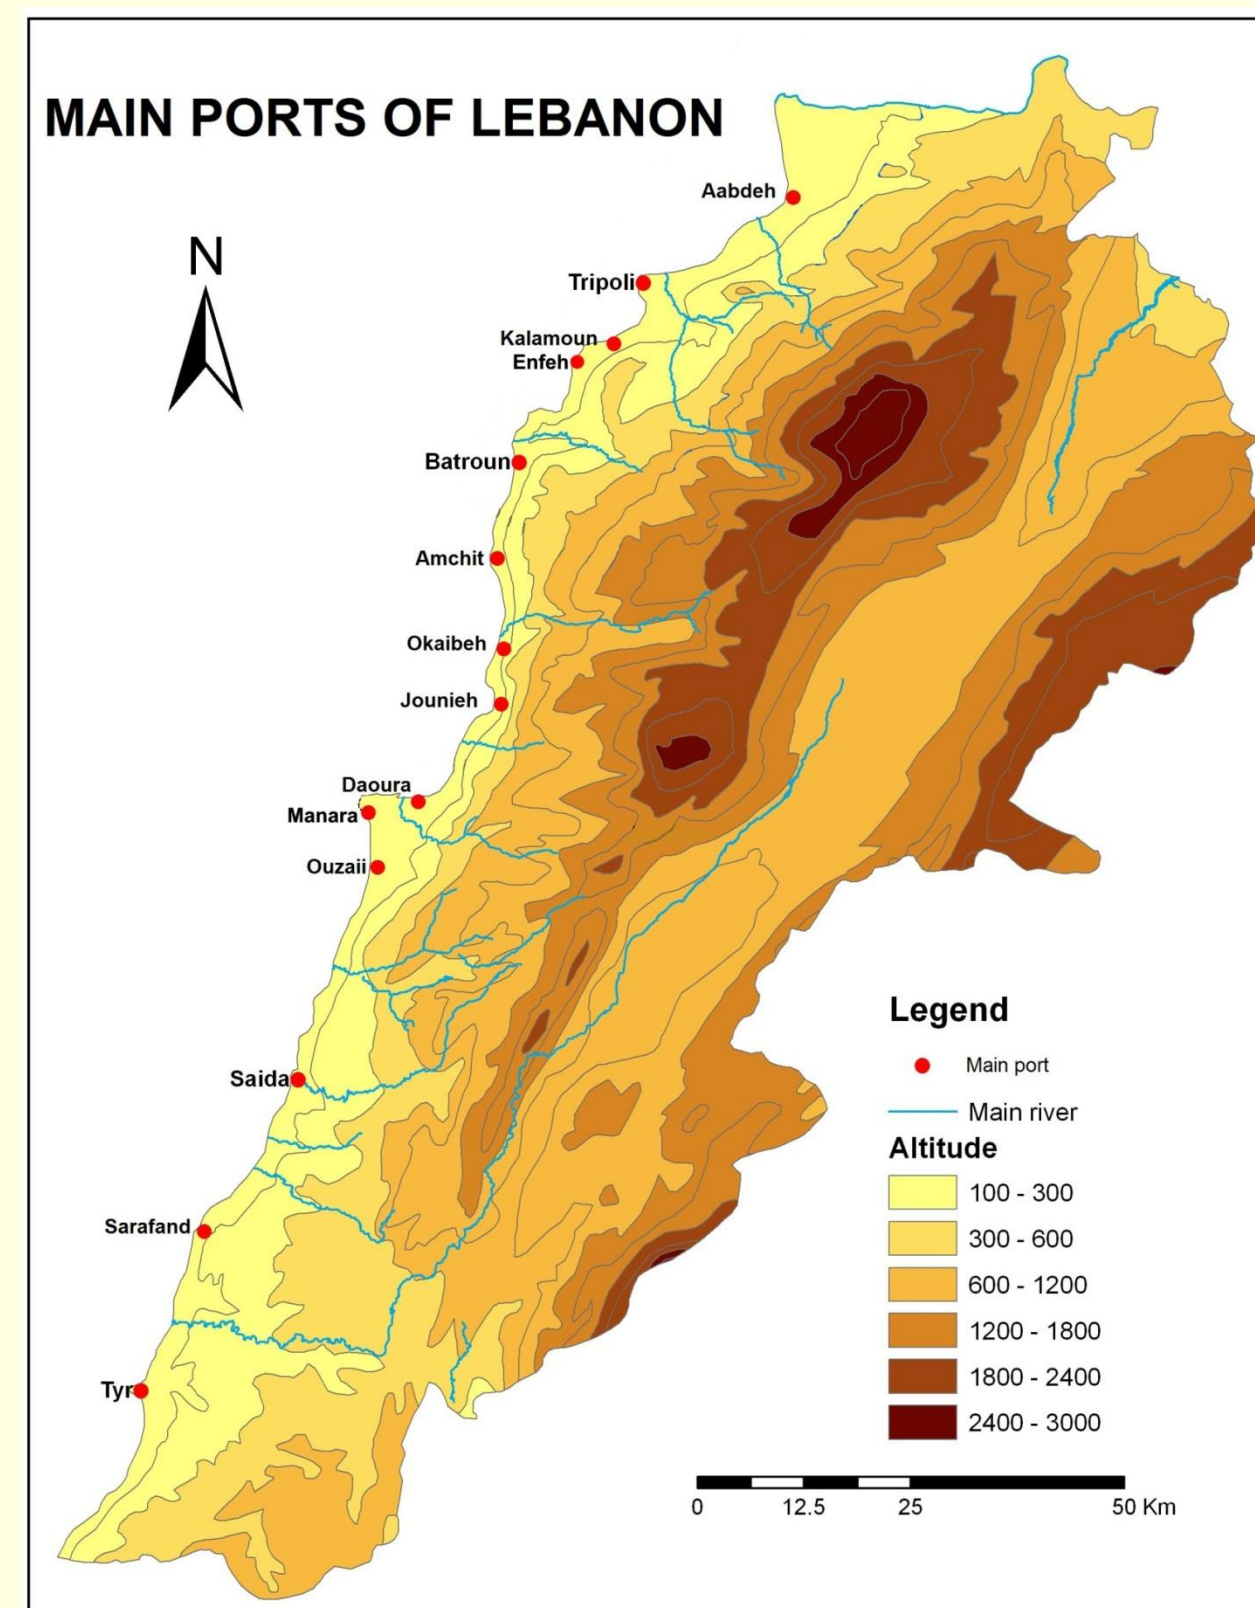 MAIN PORTS OF LEBANON
N
Aabdeh
Tripoli
Kalamoun
Enfeh
Batroun
Amchit
Okaibeh
Jounieh
Daoura
Manara
Ouzaii
Saida
Sarafand
Tyr
Legend
Main port
Main river
Altitude
100 - 300
300 - 600
600 - 1200
1200 - 1800
1800 - 2400
2400 - 3000
0 12.5 25 50 Km